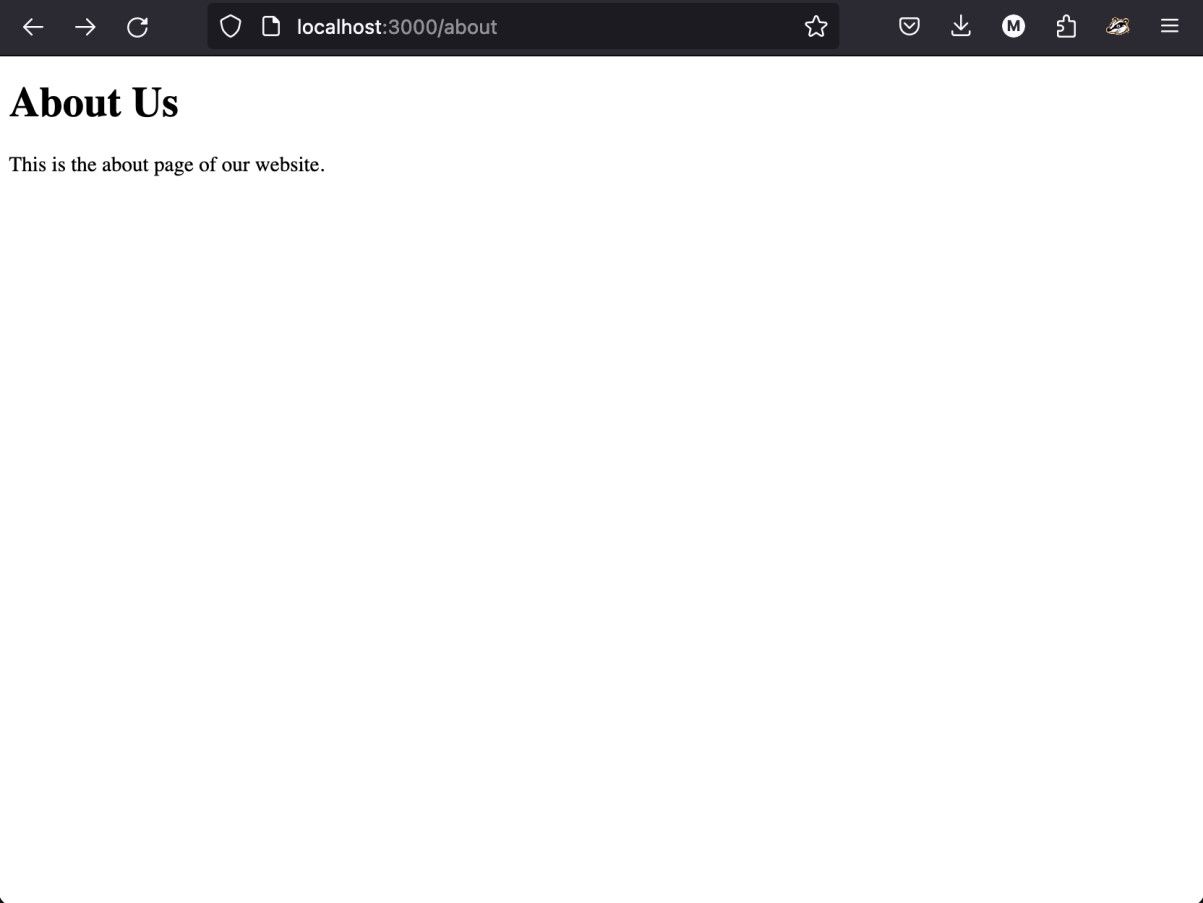 localhost:3000/about
M
About Us
This is the about page of our website.